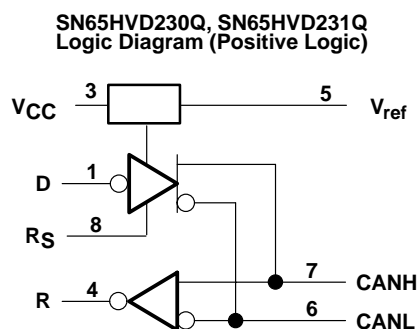 SN65HVD230Q, SN65HVD231Q
Logic Diagram (Positive Logic)
VCC 3 5 Vref
D 1
RS 8
7 CANH
R 4
6 CANL